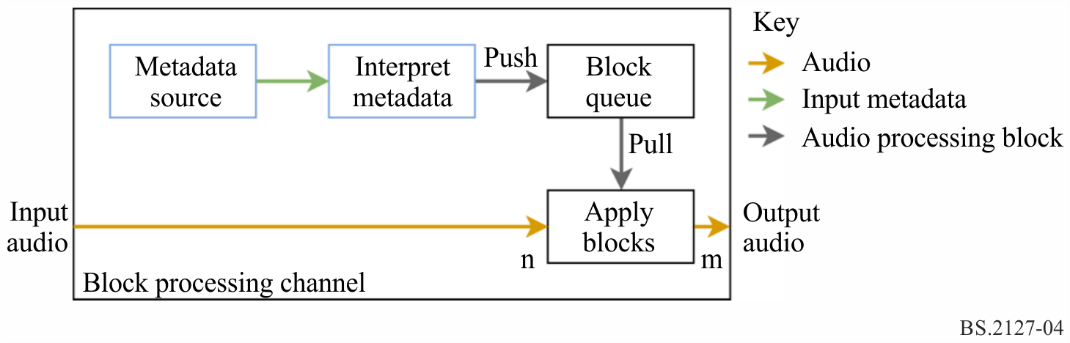 Key
Metadata
source
Interpret
metadata
Push
Block
queue
Audio
Input metadata
Audio processing block
Pull
Input
audio
Apply
blocks
n
m
Output
audio
Block processing channel
BS.2127-04